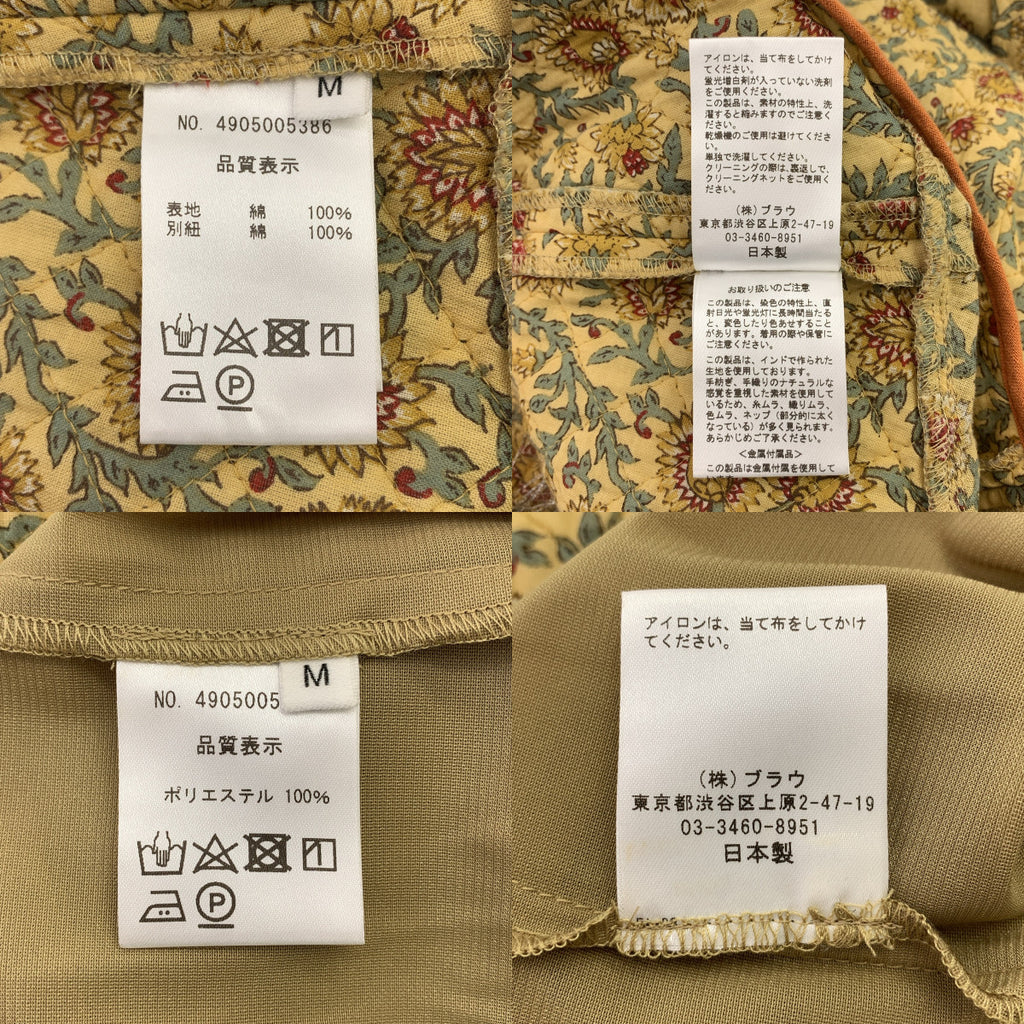 M
NO. 4905005386
品質表示
表地 綿 100%
別紐 綿 100%
P
アイロンは、当て布をしてかけ
てください。
蛍光増白剤が入っていない洗剤
をご使用ください。
この製品は、素材の特性上、洗
濯すると縮みますのでご注意く
ださい。
乾燥機のご使用は避けてくださ
い。
単独で洗濯してください。
クリーニングの際は、裏返しで、
クリーニングネットをご使用く
ださい。
(株)ブラウ
東京都渋谷区上原2-47-19
03-3460-8951
日本製
お取り扱いのご注意
この製品は、染色の特性上、直
射日光や蛍光灯に長時間当たる
と、変色したり色あせすること
があります。着用の際や保管に
ご注意ください。
この製品は、インドで作られた
生地を使用しております。
手紡ぎ、手織りのナチュラルな
感覚を重視した素材を使用して
いるため、糸ムラ、織りムラ、
色ムラ、ネップ(部分的に太く
なっている)が多く見られます。
あらかじめご了承ください。
<金属付属品>
この製品は金属付属を使用して
M
NO. 4905005
品質表示
ポリエステル 100%
P
アイロンは、当て布をしてかけ
てください。
(株)ブラウ
東京都渋谷区上原2-47-19
03-3460-8951
日本製